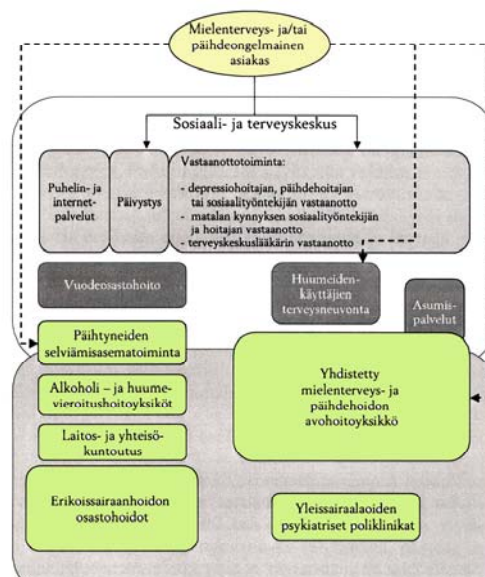 Mielenterveys- ja/tai
päihdeongelmainen
asiakas
Sosiaali- ja terveyskeskus
Puhelin- ja
internet-
palvelut
Päivystys
Vastaanottotoiminta:
- depressiohoitajan, päihdehoitajan
tai sosiaalityöntekijän vastaanotto
- matalan kynnyksen sosiaalityöntekijän
ja hoitajan vastaanotto
- terveyskeskuslääkärin vastaanotto
Vuodeosastohoito
Huumeiden-
käyttäjien
terveysneuvonta
Asumis-
palvelut
Päihtyneiden
selviämisasematoiminta
Alkoholi – ja huume-
vieroitushoitoyksiköt
Laitos- ja yhteisö-
kuntoutus
Erikoissairaanhoidon
osastohoidot
Yhdistetty
mielenterveys- ja
päihdehoidon
avohoitoyksikkö
Yleissairaalaoiden
psykiatriset poliklinikat